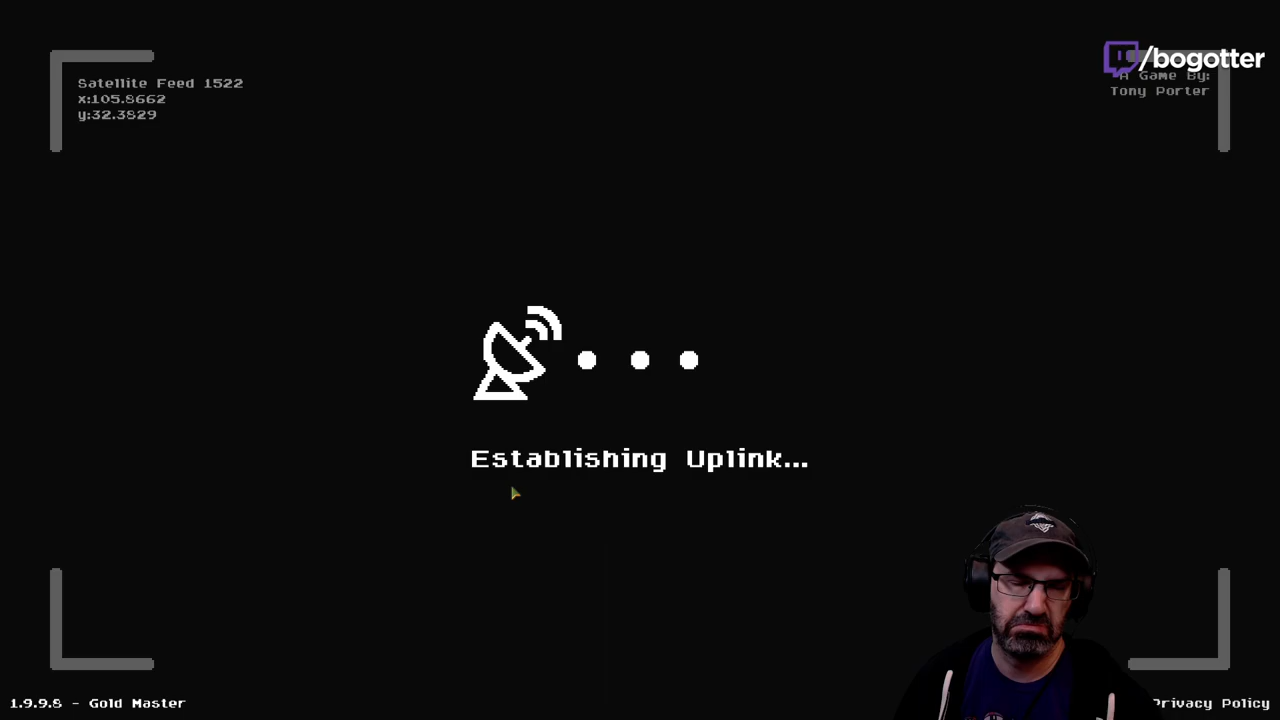 Satellite Feed 1522
x:105.8662
y:32.3829
/bogotter
A Game By:
Tony Porter
Establishing Uplink...
1.9.9.8 - Gold Master
Privacy Policy